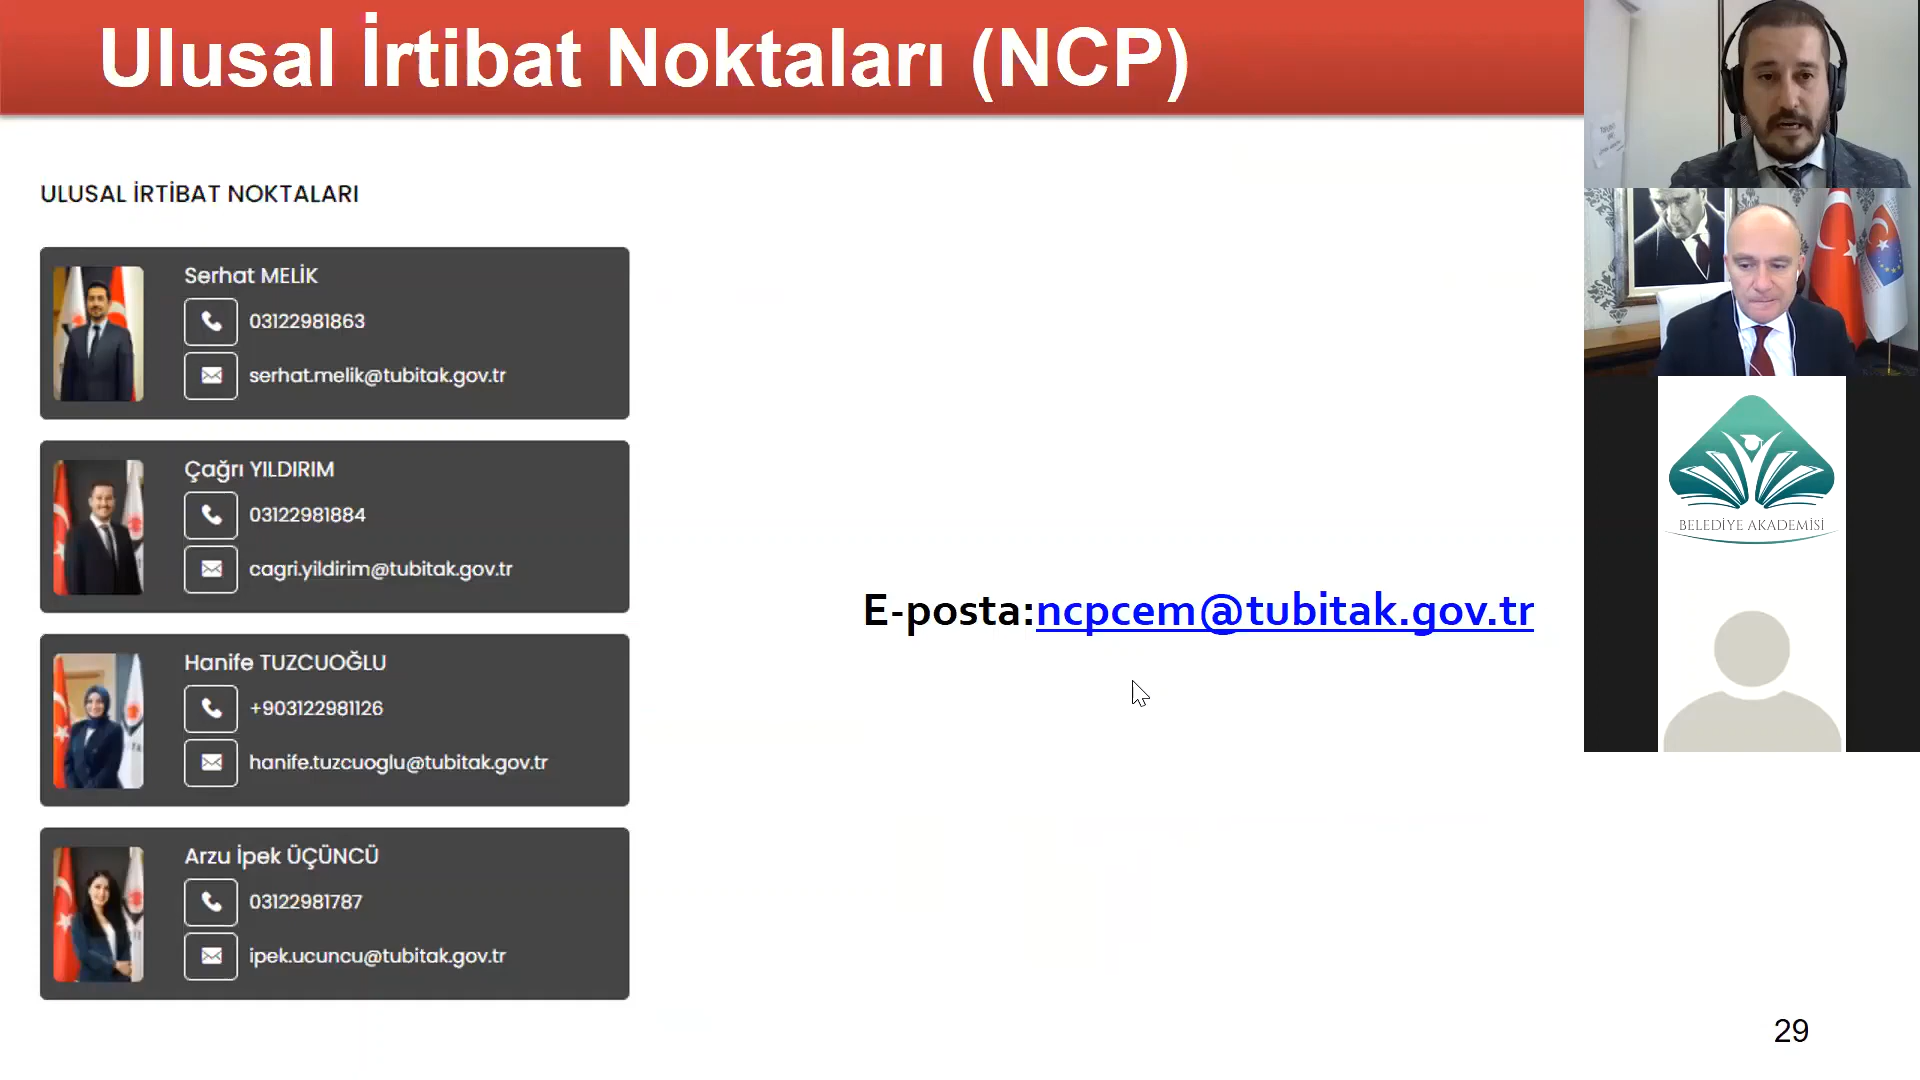 Ulusal İrtibat Noktaları (NCP)
ULUSAL İRTİBAT NOKTALARI
Serhat MELİK
03122981863
serhat.melik@tubitak.gov.tr
Çağrı YILDIRIM
03122981884
cagri.yildirim@tubitak.gov.tr
Hanife TUZCUOĞLU
+903122981126
hanife.tuzcuoglu@tubitak.gov.tr
Arzu İpek ÜÇÜNCÜ
03122981787
ipek.ucuncu@tubitak.gov.tr
E-posta:ncpcem@tubitak.gov.tr
BELEDİYE AKADEMİSİ
29